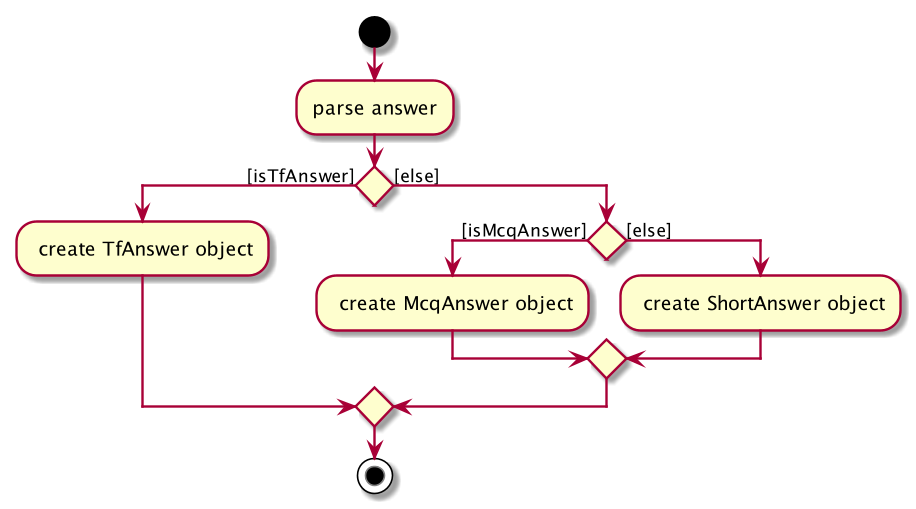 parse answer
[isTfAnswer]
[else]
create TfAnswer object
[isMcqAnswer]
[else]
create McqAnswer object
create ShortAnswer object